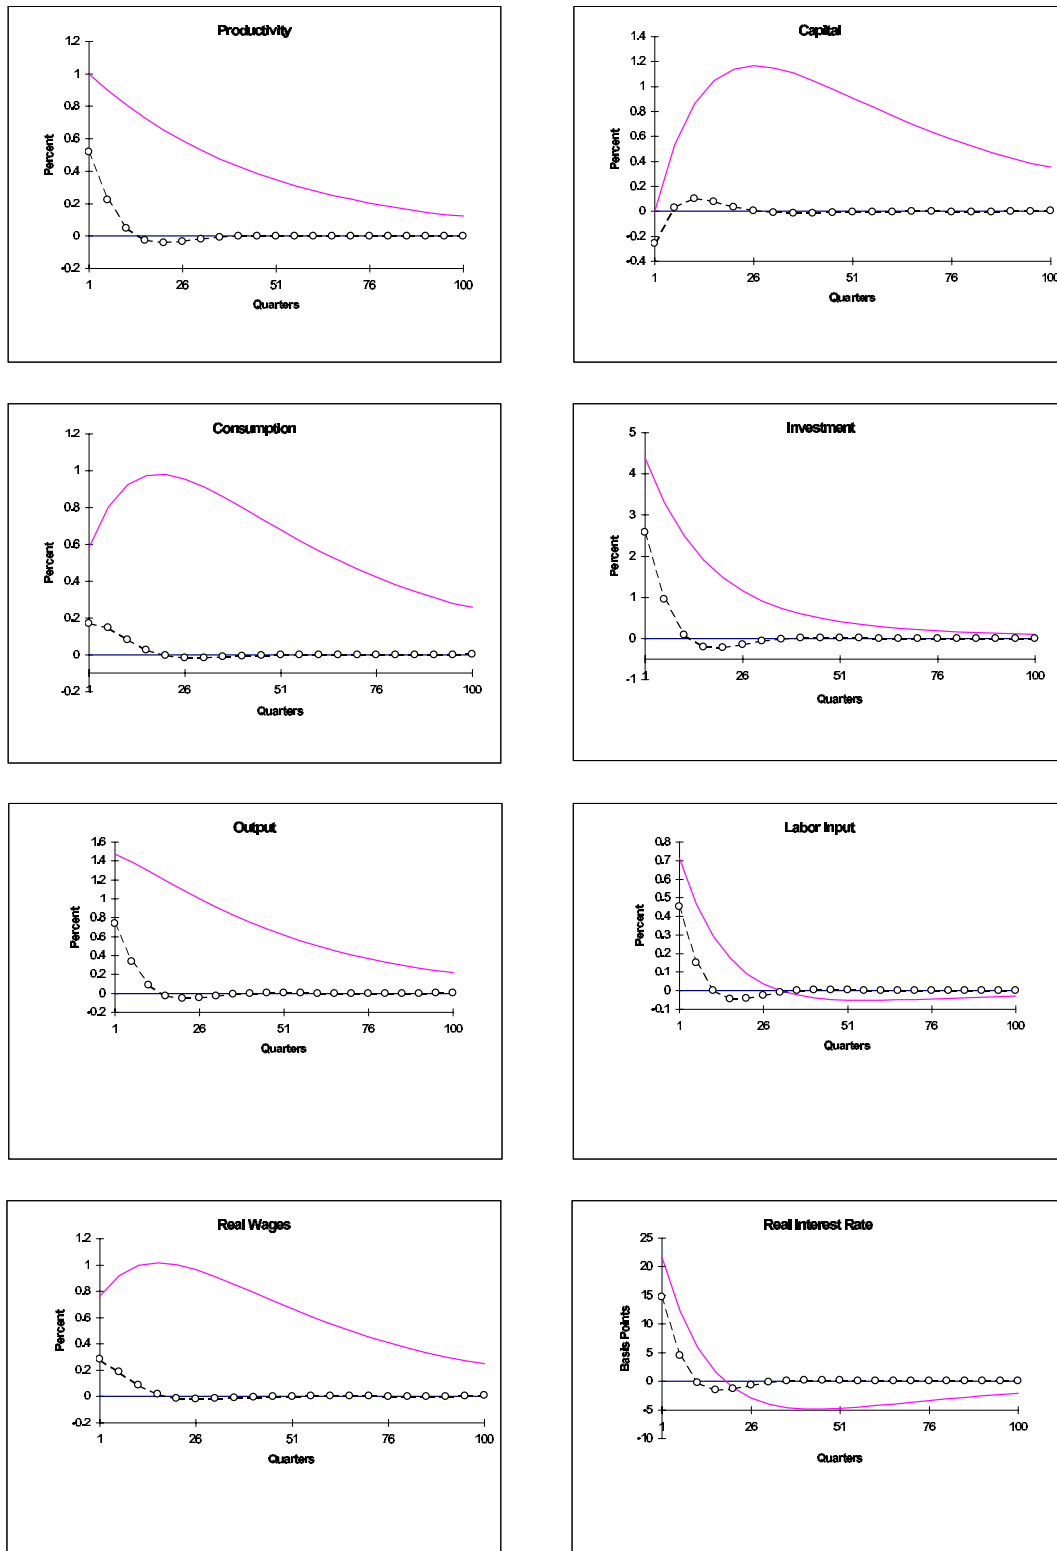 Productivity
1.2
1
0.8
0.6
0.4
0.2
0
-0.2
Percent
1 26 51 76 100
Quarters
Capital
1.4
1.2
1
0.8
0.6
0.4
0.2
0
-0.2
-0.4
Percent
1 26 51 76 100
Quarters
Consumption
1.2
1
0.8
0.6
0.4
0.2
0
-0.2
Percent
1 26 51 76 100
Quarters
Investment
5
4
3
2
1
0
-1
Percent
1 26 51 76 100
Quarters
Output
1.6
1.4
1.2
1
0.8
0.6
0.4
0.2
0
-0.2
Percent
1 26 51 76 100
Quarters
Labor Input
0.8
0.7
0.6
0.5
0.4
0.3
0.2
0.1
0
-0.1
Percent
1 26 51 76 100
Quarters
Real Wages
1.2
1
0.8
0.6
0.4
0.2
0
-0.2
Percent
1 26 51 76 100
Quarters
Real Interest Rate
25
20
15
10
5
0
-5
-10
Basis Points
1 26 51 76 100
Quarters